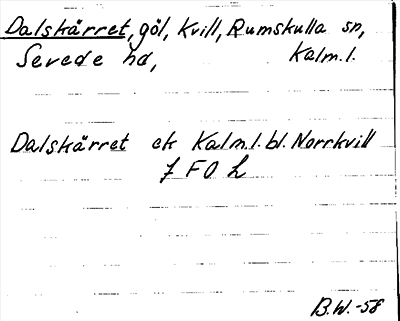 Dalskärret, göl, Kvill, Rumskulla sn,
Sevede hd, Kalm.l.
Dalskärret ek Kalm.l. bl. Norrkvill
7 F 0 h
B.W.-58